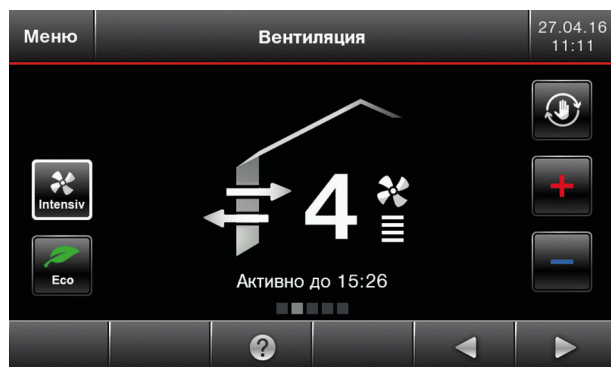 Меню
Вентиляция
27.04.16
11:11
Intensiv
4
Eco
Активно до 15:26
?